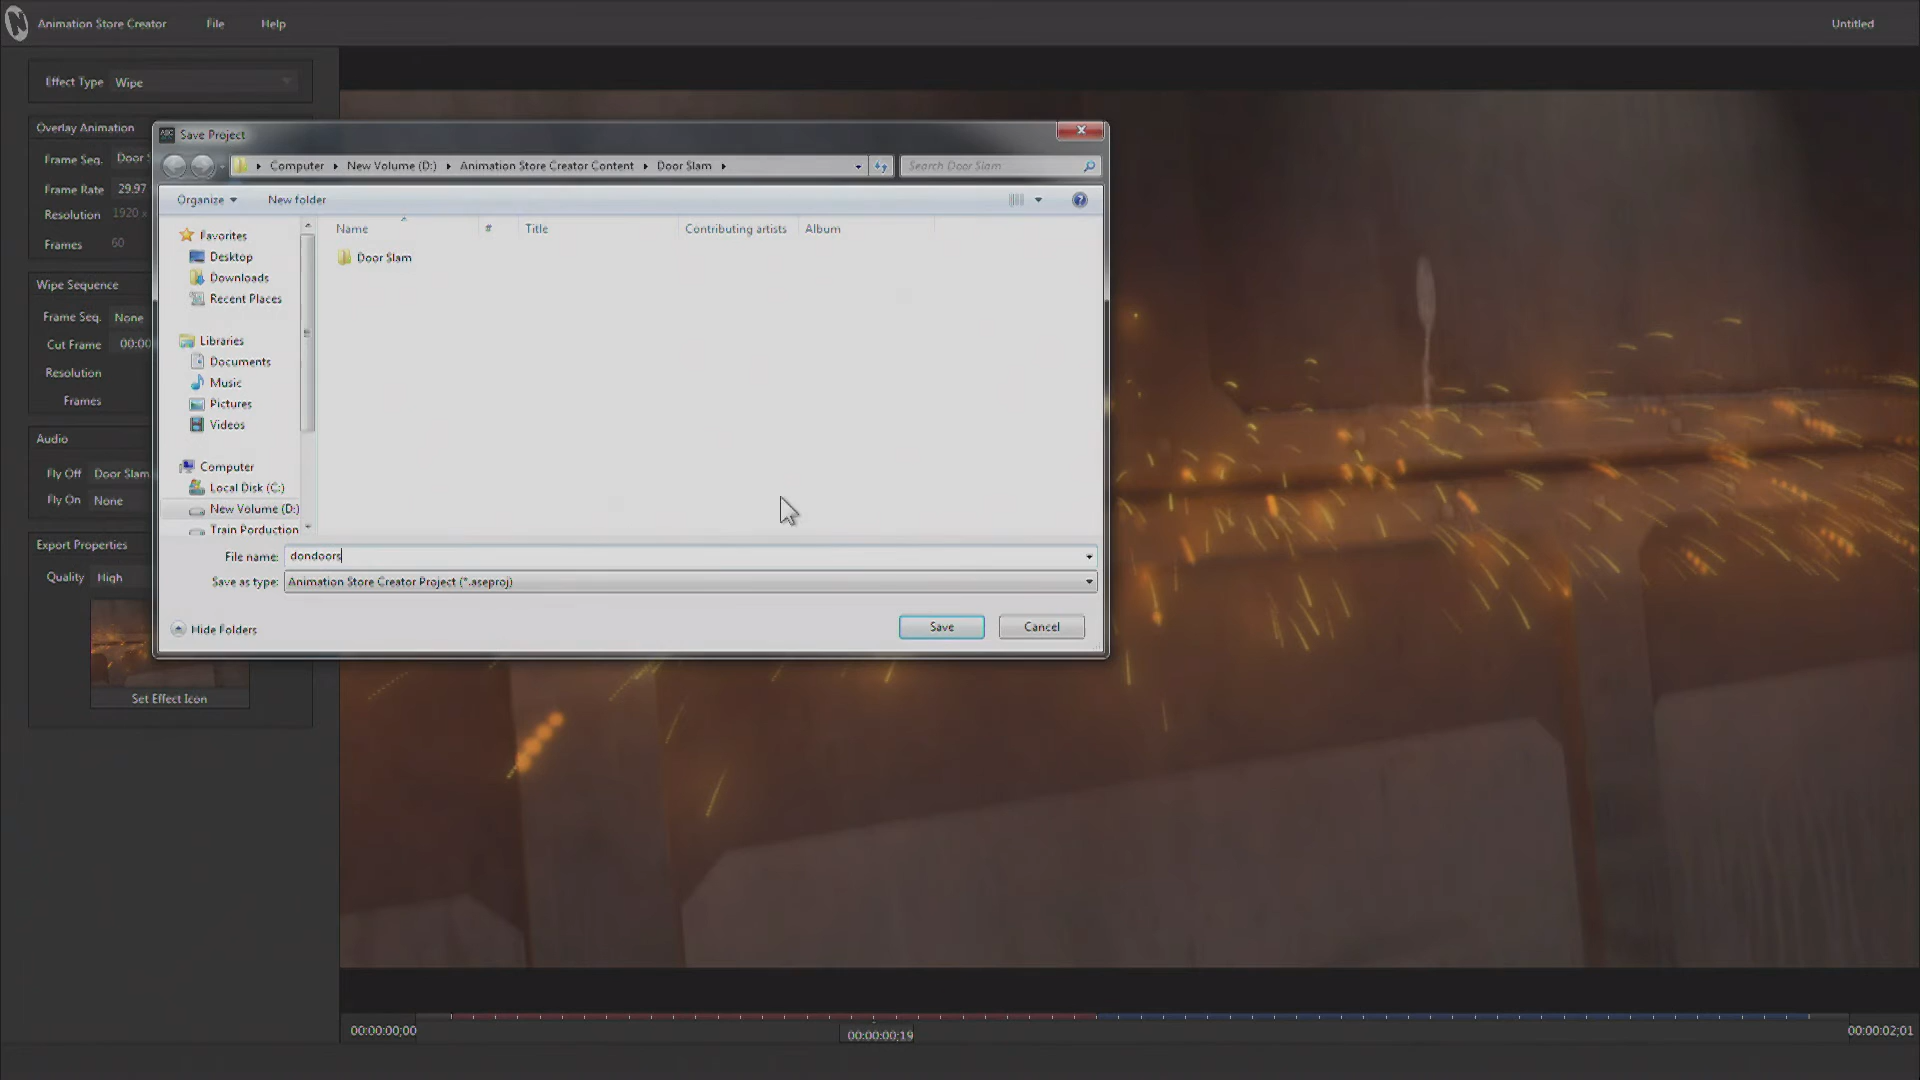 Animation Store Creator File Help Untitled
Effect Type Wipe
Overlay Animation
Frame Seq. Door S
Frame Rate 29.97
Resolution 1920 x
Frames 60
Wipe Sequence
Frame Seq. None
Cut Frame 00:00
Resolution
Frames
Audio
Fly Off Door Slam
Fly On None
Export Properties
Quality High
Set Effect Icon
Save Project
Computer New Volume (D:) Animation Store Creator Content Door Slam Search Door Slam
Organize New folder
Favorites
Desktop
Downloads
Recent Places
Libraries
Documents
Music
Pictures
Videos
Computer
Local Disk (C:)
New Volume (D:)
Train Porduction
Name # Title Contributing artists Album
Door Slam
File name: dondoors
Save as type: Animation Store Creator Project (*.aseproj)
Hide Folders Save Cancel
00:00:00;00 00:00:00;19 00:00:02;01